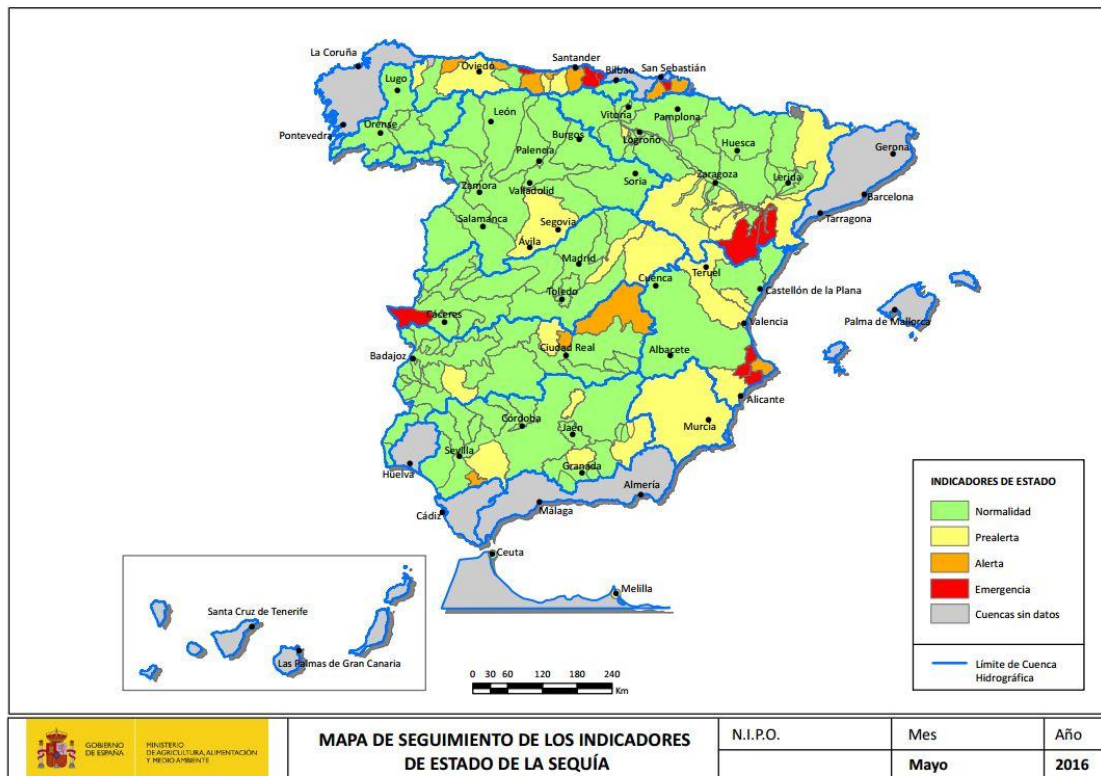 La Coruña
Santander
San Sebastián
Oviedo
Bilbao
Lugo
Vitoria
Pamplona
León
Pontevedra
Orense
Burgos
Logroño
Huesca
Gerona
Palencia
Zaragoza
Lerida
Soria
Zamora
Valladolid
Barcelona
Tarragona
Salamanca
Segovia
Ávila
Madrid
Teruel
Cuenca
Toledo
Castellón de la Plana
Cáceres
Valencia
Palma de Mallorca
Ciudad Real
Albacete
Badajoz
Alicante
Córdoba
Jaén
Murcia
Sevilla
Huelva
Granada
Almería
Cádiz
Málaga
Ceuta
Melilla
Santa Cruz de Tenerife
Las Palmas de Gran Canaria
0 30 60 120 180 240
Km
INDICADORES DE ESTADO
Normalidad
Prealerta
Alerta
Emergencia
Cuencas sin datos
Límite de Cuenca
Hidrográfica
GOBIERNO
DE ESPAÑA
MINISTERIO
DE AGRICULTURA, ALIMENTACIÓN
Y MEDIO AMBIENTE
MAPA DE SEGUIMIENTO DE LOS INDICADORES
DE ESTADO DE LA SEQUÍA
N.I.P.O.
Mes
Año
Mayo
2016